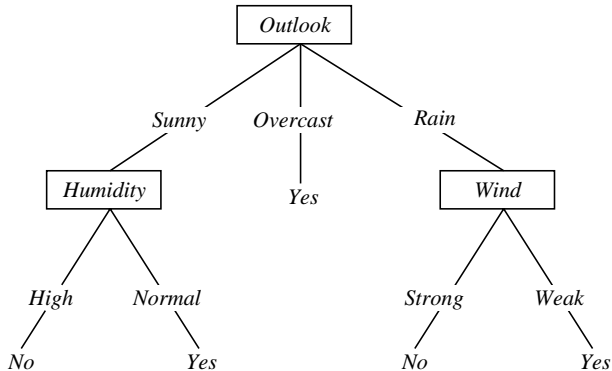 Outlook
Sunny Overcast Rain
Humidity Yes Wind
High Normal Strong Weak
No Yes No Yes